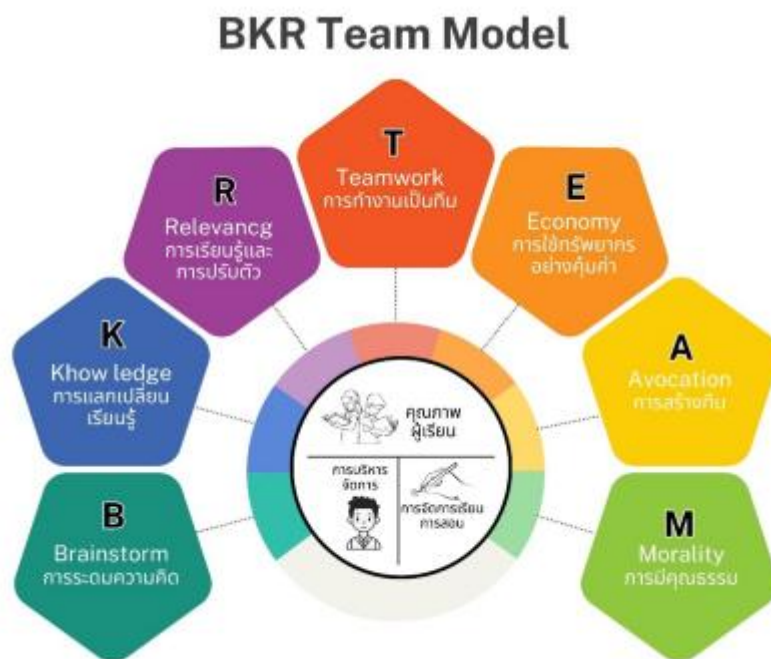 BKR Team Model
T
Teamwork
การทำงานเป็นทีม
R
Relevancg
การเรียนรู้และ
การปรับตัว
E
Economy
การใช้ทรัพยากร
อย่างคุ้มค่า
K
Khow ledge
การแลกเปลี่ยน
เรียนรู้
A
Avocation
การสร้างทีม
B
Brainstorm
การระดมความคิด
M
Morality
การมีคุณธรรม
คุณภาพ
ผู้เรียน
การบริหาร
จัดการ
การจัดการเรียน
การสอน